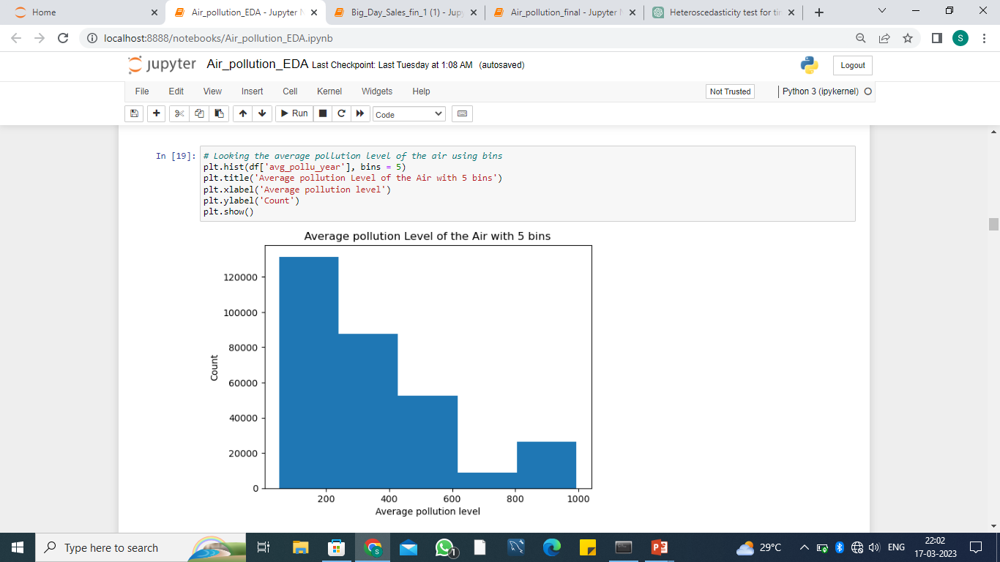 Home
Air_pollution_EDA - Jupyter N
Big_Day_Sales_fin_1 (1) - Jupy
Air_pollution_final - Jupyter N
Heteroscedasticity test for tim
localhost:8888/notebooks/Air_pollution_EDA.ipynb
S
jupyter Air_pollution_EDA Last Checkpoint: Last Tuesday at 1:08 AM (autosaved)
Logout
File Edit View Insert Cell Kernel Widgets Help
Not Trusted
Python 3 (ipykernel)
Run
Code
In [19]:
# Looking the average pollution level of the air using bins
plt.hist(df['avg_pollu_year'], bins = 5)
plt.title('Average pollution Level of the Air with 5 bins')
plt.xlabel('Average pollution level')
plt.ylabel('Count')
plt.show()
Average pollution Level of the Air with 5 bins
120000
100000
80000
60000
40000
20000
0
Count
200 400 600 800 1000
Average pollution level
Type here to search
S
1
29°C
ENG
22:02
17-03-2023